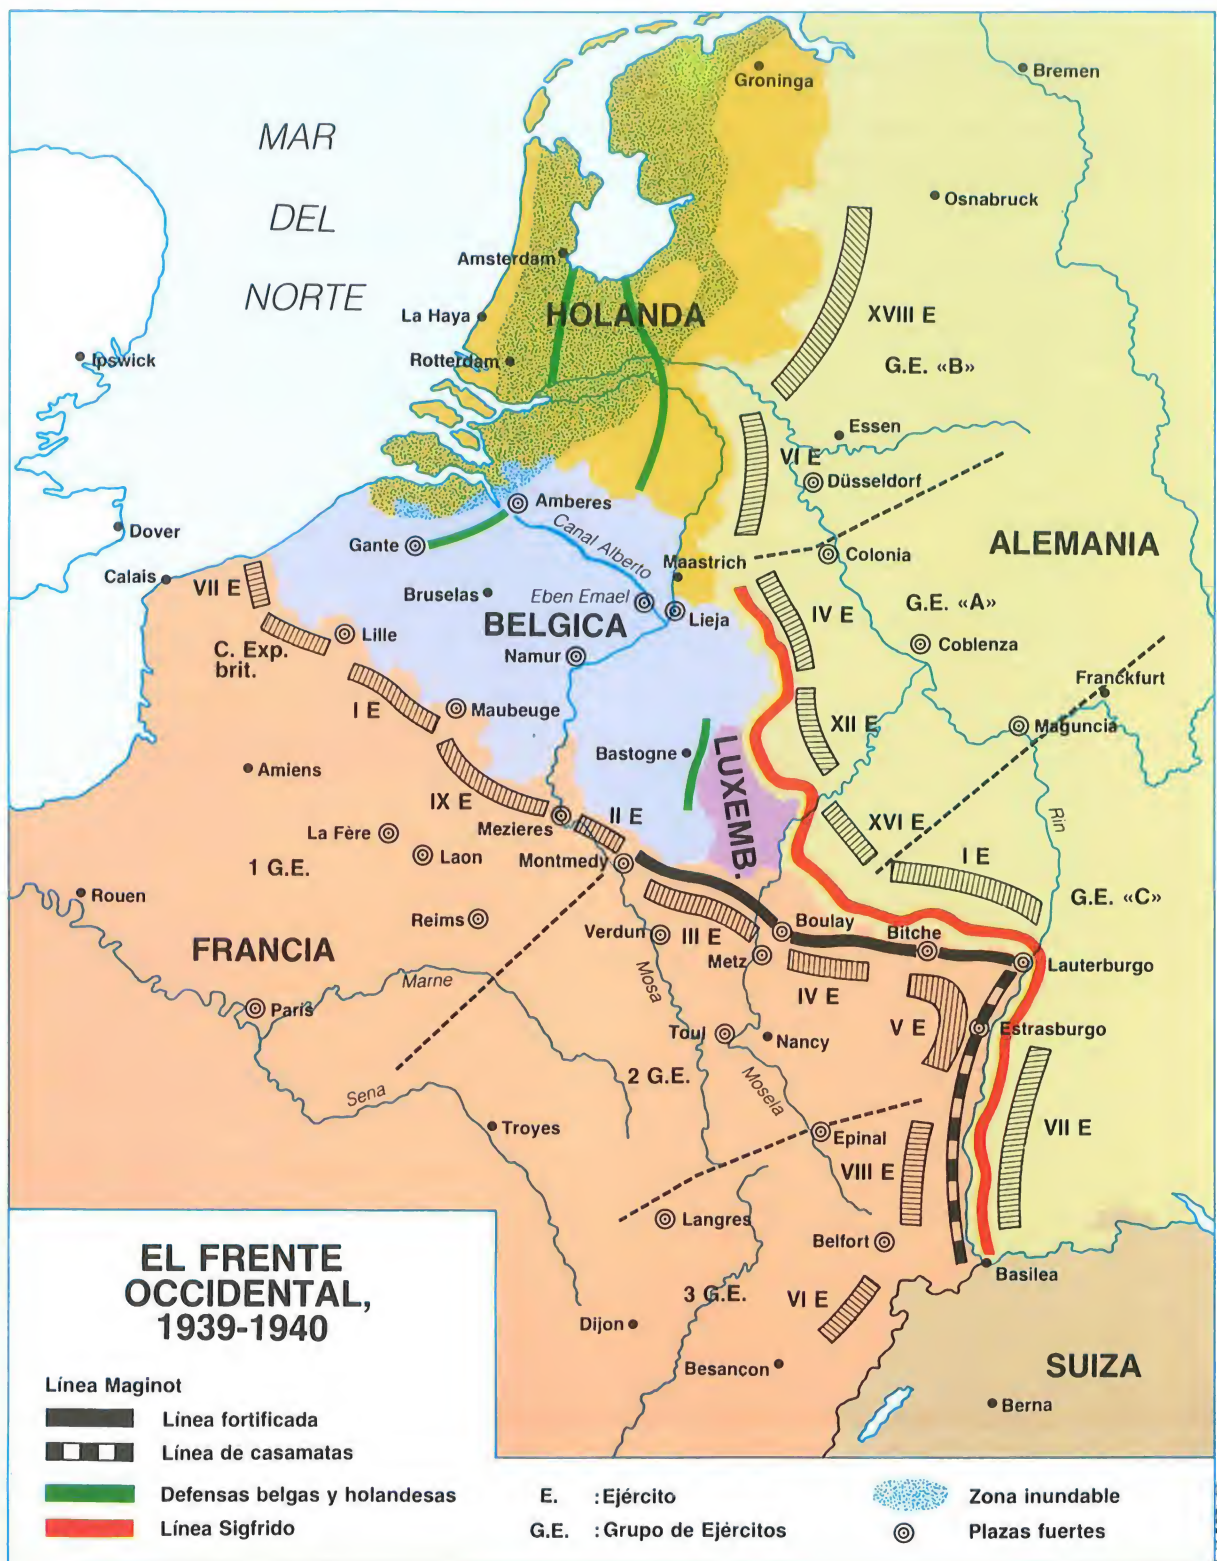 MAR
DEL
NORTE
Groninga
Bremen
Osnabruck
Amsterdam
HOLANDA
La Haya
Rotterdam
Ipswick
XVIII E
G.E. «B»
Essen
VI E
Düsseldorf
Amberes
Dover
Gante
Canal Alberto
Colonia
ALEMANIA
Maastrich
Calais
VII E
Bruselas
Eben Emael
Lieja
IV E
G.E. «A»
BELGICA
C. Exp.
brit.
Lille
Namur
Coblenza
Franckfurt
I E
Maubeuge
XII E
Maguncia
Bastogne
LUXEMB.
Amiens
IX E
II E
Mezieres
XVI E
Rin
La Fère
Laon
Montmedy
I E
1 G.E.
G.E. «C»
Rouen
Reims
Verdun
III E
Boulay
Bitche
FRANCIA
Metz
Lauterburgo
Marne
Mosa
IV E
París
V E
Estrasburgo
Toul
Nancy
2 G.E.
Mosela
Sena
Troyes
Epinal
VII E
VIII E
Langres
Belfort
Basilea
3 G.E.
VI E
Dijon
Besançon
SUIZA
Berna
EL FRENTE
OCCIDENTAL,
1939-1940
Línea Maginot
Línea fortificada
Línea de casamatas
Defensas belgas y holandesas
Línea Sigfrido
E. :Ejército
G.E. :Grupo de Ejércitos
Zona inundable
Plazas fuertes